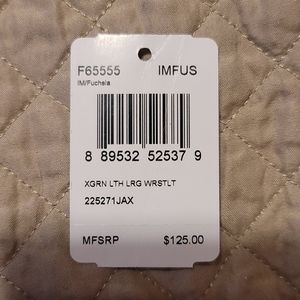 F65555 IMFUS
IM/Fuchsia
8 89532 52537 9
XGRN LTH LRG WRSTLT
225271JAX
MFSRP $125.00